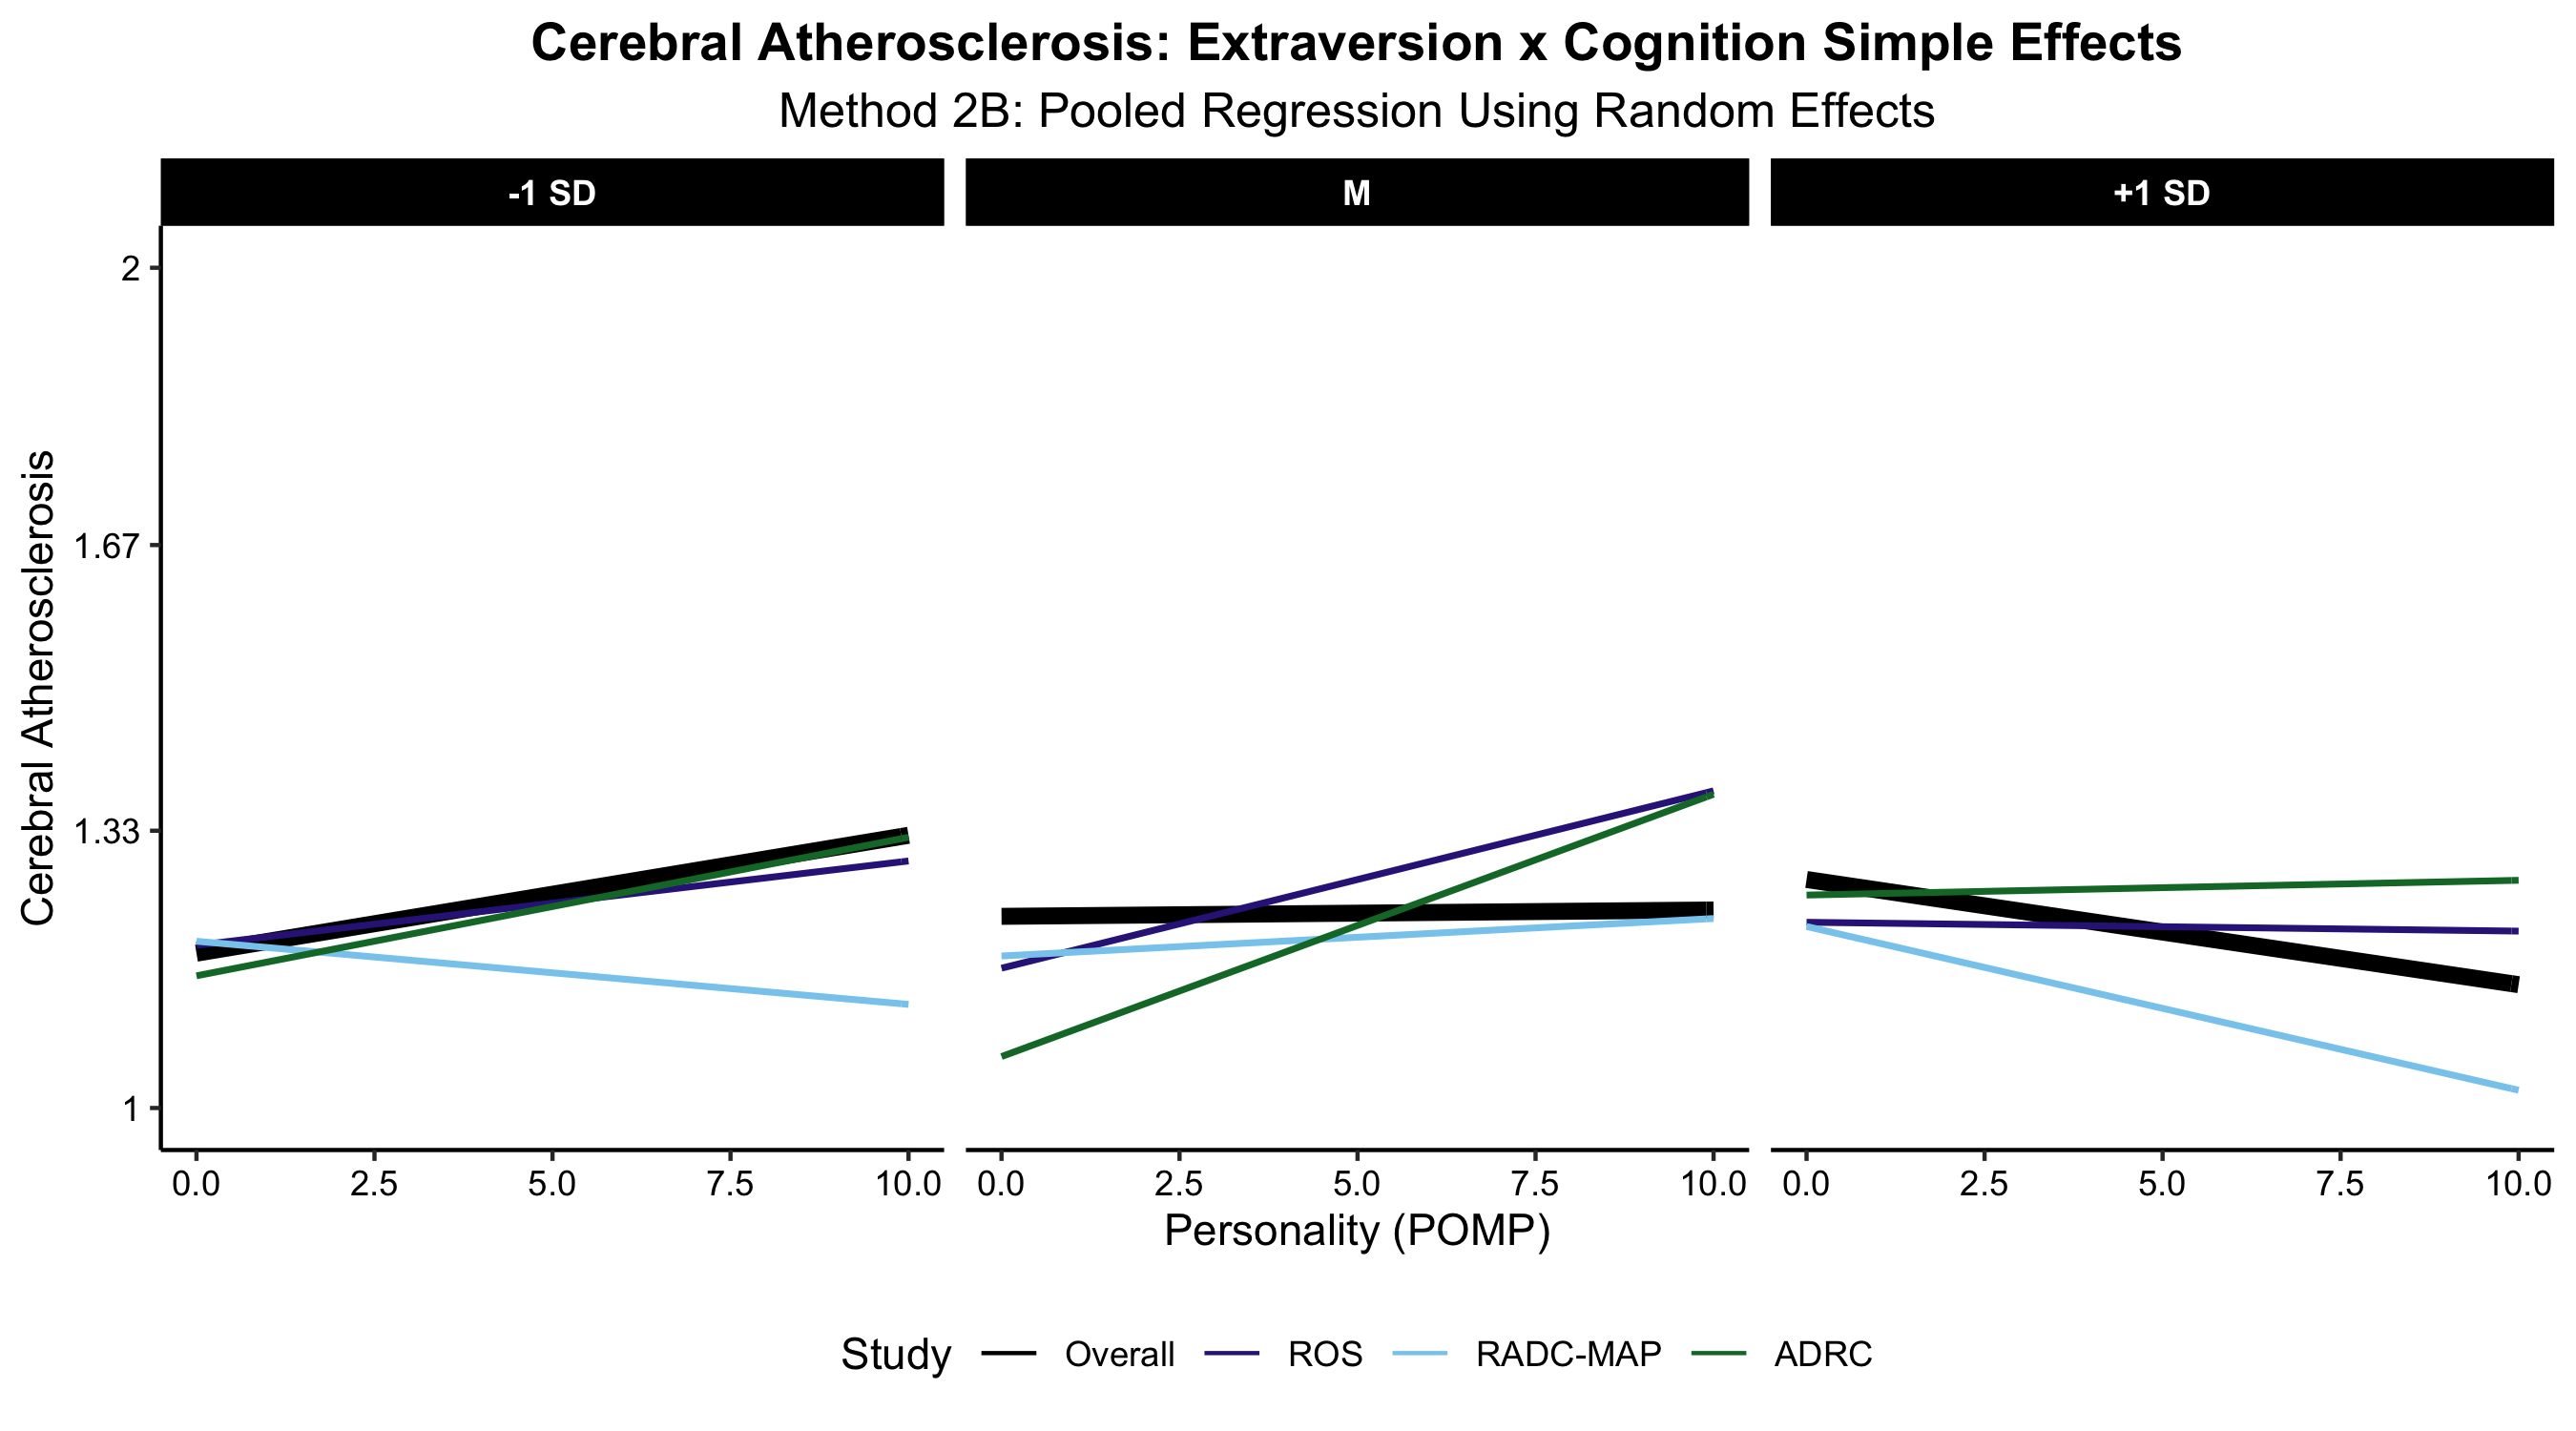 Cerebral Atherosclerosis: Extraversion x Cognition Simple Effects
Method 2B: Pooled Regression Using Random Effects
-1 SD
M
+1 SD
Cerebral Atherosclerosis
2
1.67
1.33
1
0.0 2.5 5.0 7.5 10.0
0.0 2.5 5.0 7.5 10.0
0.0 2.5 5.0 7.5 10.0
Personality (POMP)
Study Overall ROS RADC-MAP ADRC